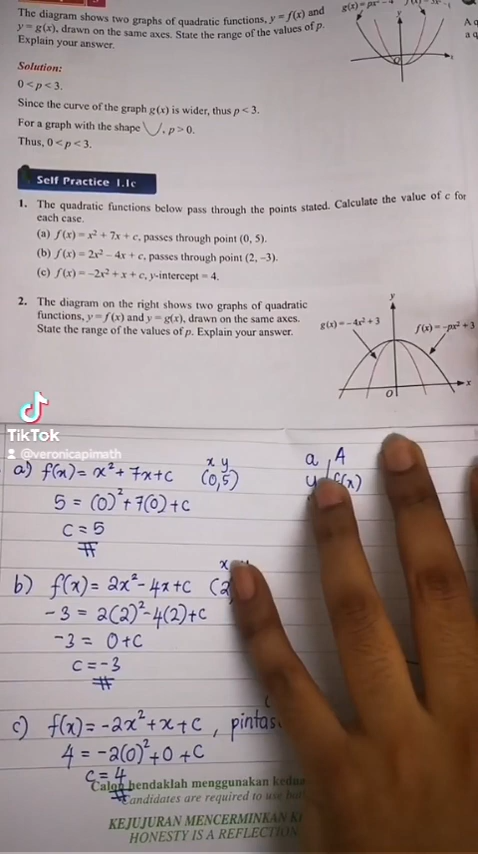 The diagram shows two graphs of quadratic functions, y = f(x) and
y = g(x), drawn on the same axes. State the range of the values of p.
Explain your answer.
Solution:
0 < p < 3.
Since the curve of the graph g(x) is wider, thus p < 3.
For a graph with the shape , p > 0.
Thus, 0 < p < 3.
Self Practice 1.1c
1. The quadratic functions below pass through the points stated. Calculate the value of c for
each case.
(a) f(x) = x² + 7x + c, passes through point (0, 5).
(b) f(x) = 2x² – 4x + c, passes through point (2, –3).
(c) f(x) = –2x² + x + c, y-intercept = 4.
2. The diagram on the right shows two graphs of quadratic
functions, y = f(x) and y = g(x), drawn on the same axes.
State the range of the values of p. Explain your answer.
y
g(x) = –4x² + 3
f(x) = –px² + 3
x
O
TikTok
@veronicapimath
a) f(x) = x² + 7x + c
x y
(0,5)
5 = (0)² + 7(0) + c
c = 5
a, A
y f(x)
b) f(x) = 2x² - 4x + c (2
x
-3 = 2(2)² - 4(2) + c
-3 = 0 + c
c = -3
c) f(x) = -2x² + x + c, pintas
4 = -2(0)² + 0 + c
c = 4
Calon hendaklah menggunakan
Candidates are required to use
KEJUJURAN MENCERMINKAN
HONESTY IS A REFLECTION